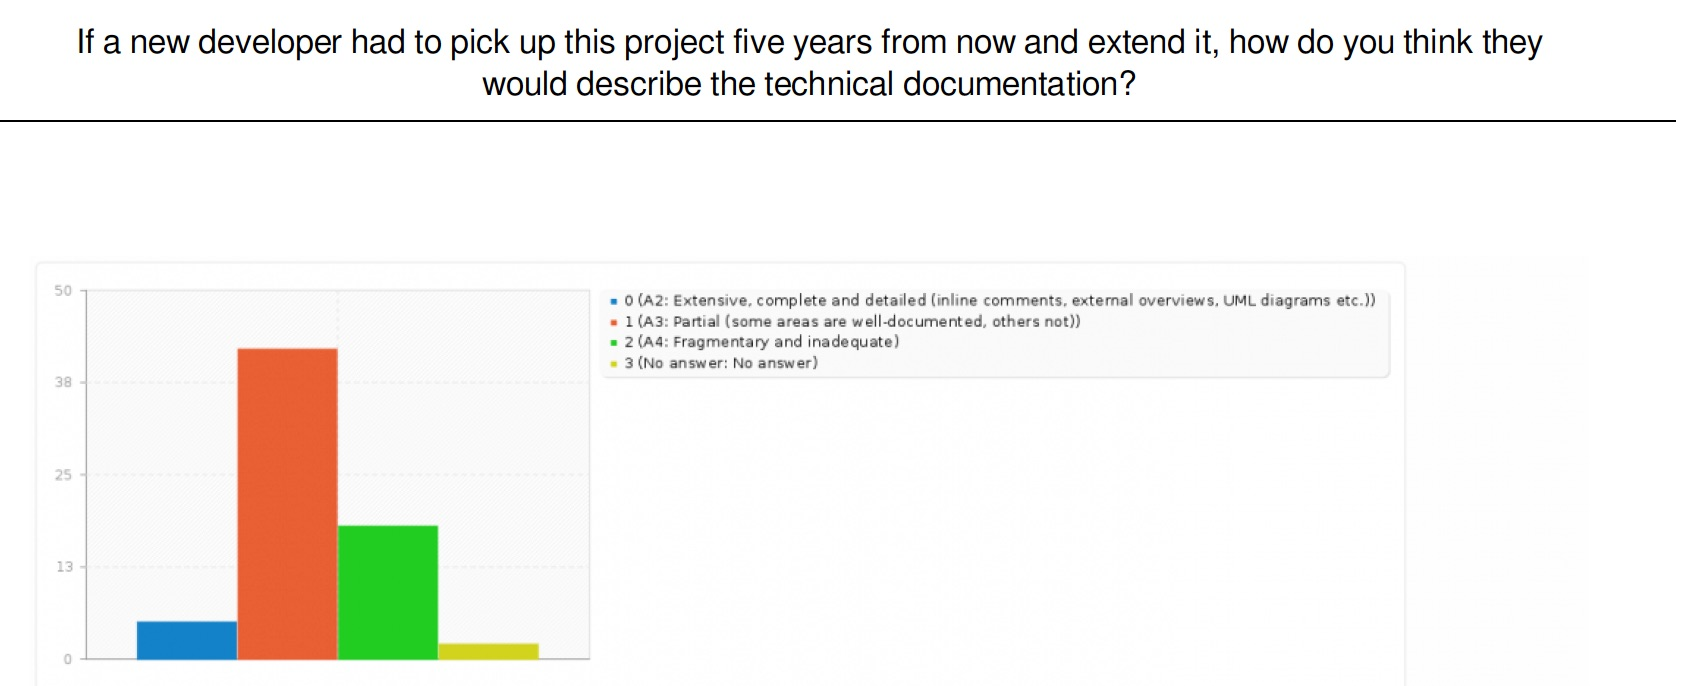 If a new developer had to pick up this project five years from now and extend it, how do you think they
would describe the technical documentation?
50
38
25
13
0
0 (A2: Extensive, complete and detailed (inline comments, external overviews, UML diagrams etc.))
1 (A3: Partial (some areas are well-documented, others not))
2 (A4: Fragmentary and inadequate)
3 (No answer: No answer)